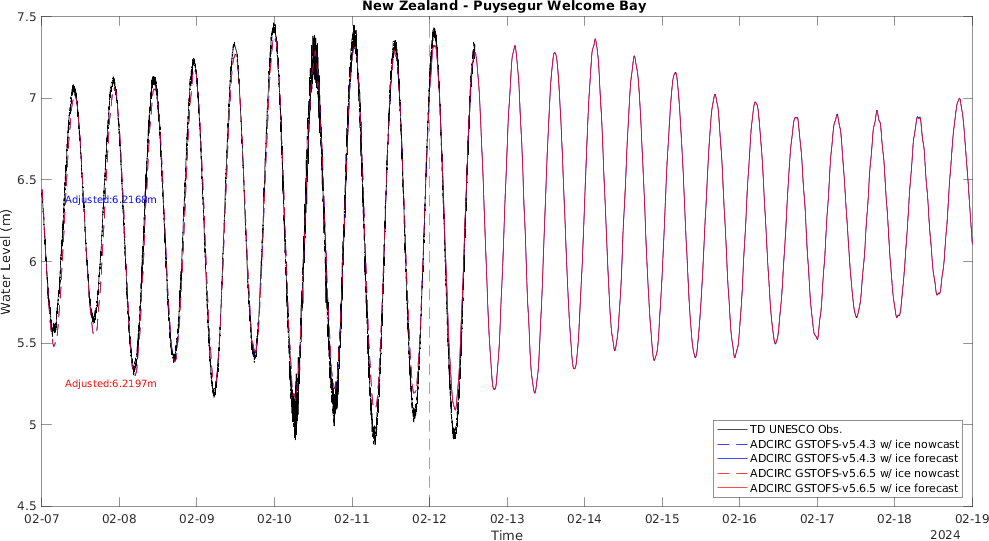 New Zealand - Puysegur Welcome Bay
Water Level (m)
7.5
7
6.5
6
5.5
5
4.5
Adjusted:6.2168m
Adjusted:6.2197m
TD UNESCO Obs.
ADCIRC GSTOFS-v5.4.3 w/ ice nowcast
ADCIRC GSTOFS-v5.4.3 w/ ice forecast
ADCIRC GSTOFS-v5.6.5 w/ ice nowcast
ADCIRC GSTOFS-v5.6.5 w/ ice forecast
02-07 02-08 02-09 02-10 02-11 02-12 02-13 02-14 02-15 02-16 02-17 02-18 02-19
Time
2024